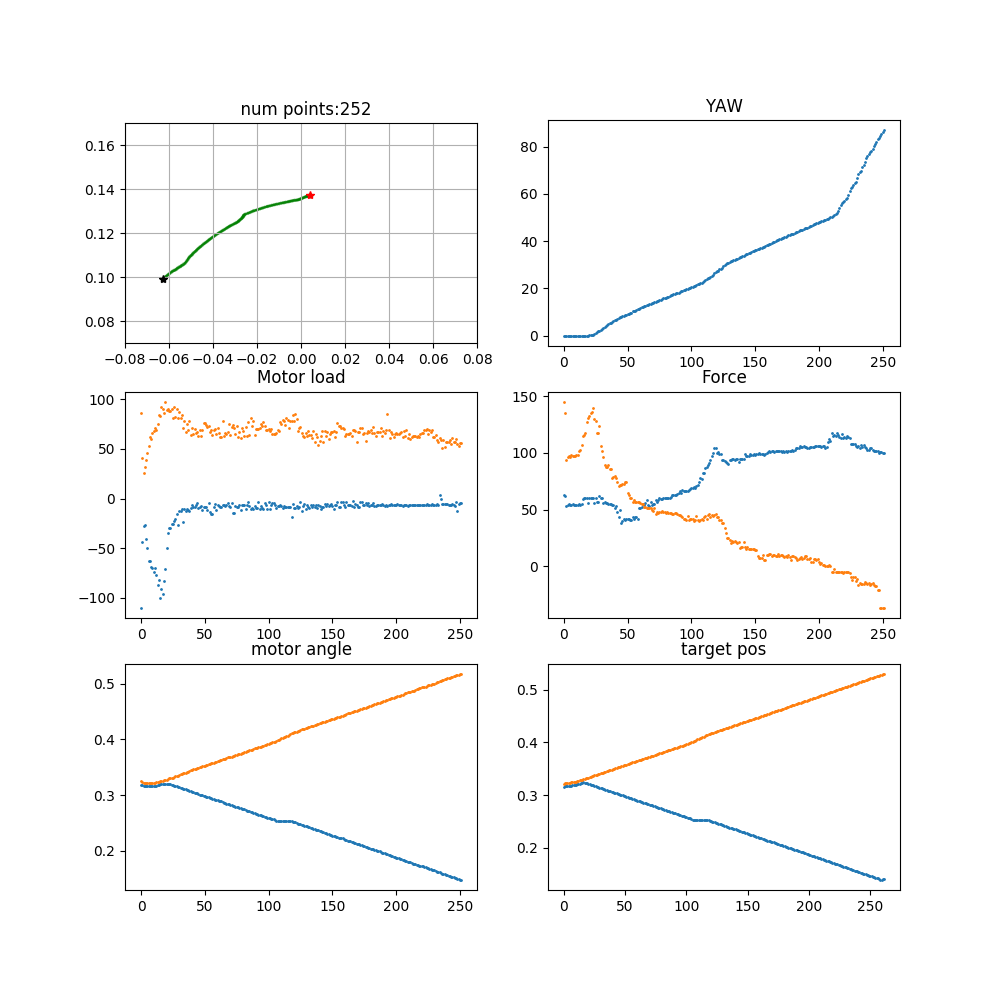 num points:252
YAW
0.16
0.14
0.12
0.10
0.08
−0.08 −0.06 −0.04 −0.02 0.00 0.02 0.04 0.06 0.08
80
60
40
20
0
0 50 100 150 200 250
Motor load
Force
100
50
0
−50
−100
0 50 100 150 200 250
150
100
50
0
0 50 100 150 200 250
motor angle
target pos
0.5
0.4
0.3
0.2
0 50 100 150 200 250
0.5
0.4
0.3
0.2
0 50 100 150 200 250